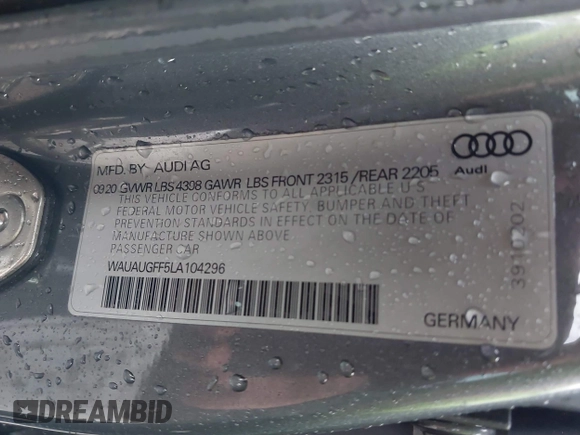 MFD. BY: AUDI AG
09.20 GVWR LBS 4308 GAWR LBS FRONT 2315/REAR 2205
THIS VEHICLE CONFORMS TO ALL APPLICABLE U S
FEDERAL MOTOR VEHICLE SAFETY, BUMPER AND THEFT
PREVENTION STANDARDS IN EFFECT ON THE DATE OF
MANUFACTURE SHOWN ABOVE.
PASSENGER CAR
WAUAUGFF5LA104296
Audi
GERMANY
DREAMBID